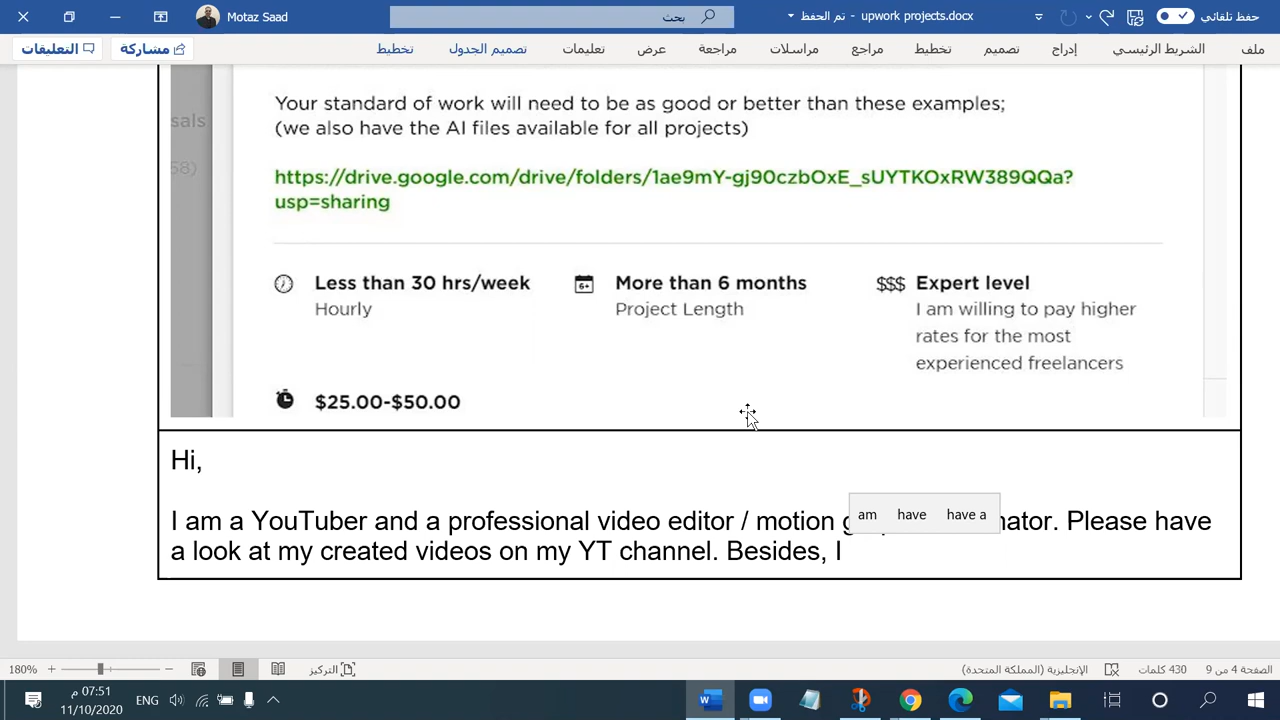 Motaz Saad
بحث
upwork projects.docx - تم الحفظ
حفظ تلقائي
ملف
الشريط الرئيسي
إدراج
تصميم
تخطيط
مراجع
مراسلات
مراجعة
عرض
تعليمات
تصميم الجدول
تخطيط
مشاركة
التعليقات
sals
58)
Your standard of work will need to be as good or better than these examples;
(we also have the AI files available for all projects)
https://drive.google.com/drive/folders/1ae9mY-gj90czbOxE_sUYTKOxRW389QQa?
usp=sharing
Less than 30 hrs/week
Hourly
6+
More than 6 months
Project Length
$$$ Expert level
I am willing to pay higher
rates for the most
experienced freelancers
$25.00-$50.00
Hi,
am have have a
I am a YouTuber and a professional video editor / motion nator. Please have
a look at my created videos on my YT channel. Besides, I
الصفحة 4 من 9
430 كلمات
الإنجليزية (المملكة المتحدة)
التركيز
180%
07:51 م
11/10/2020
ENG